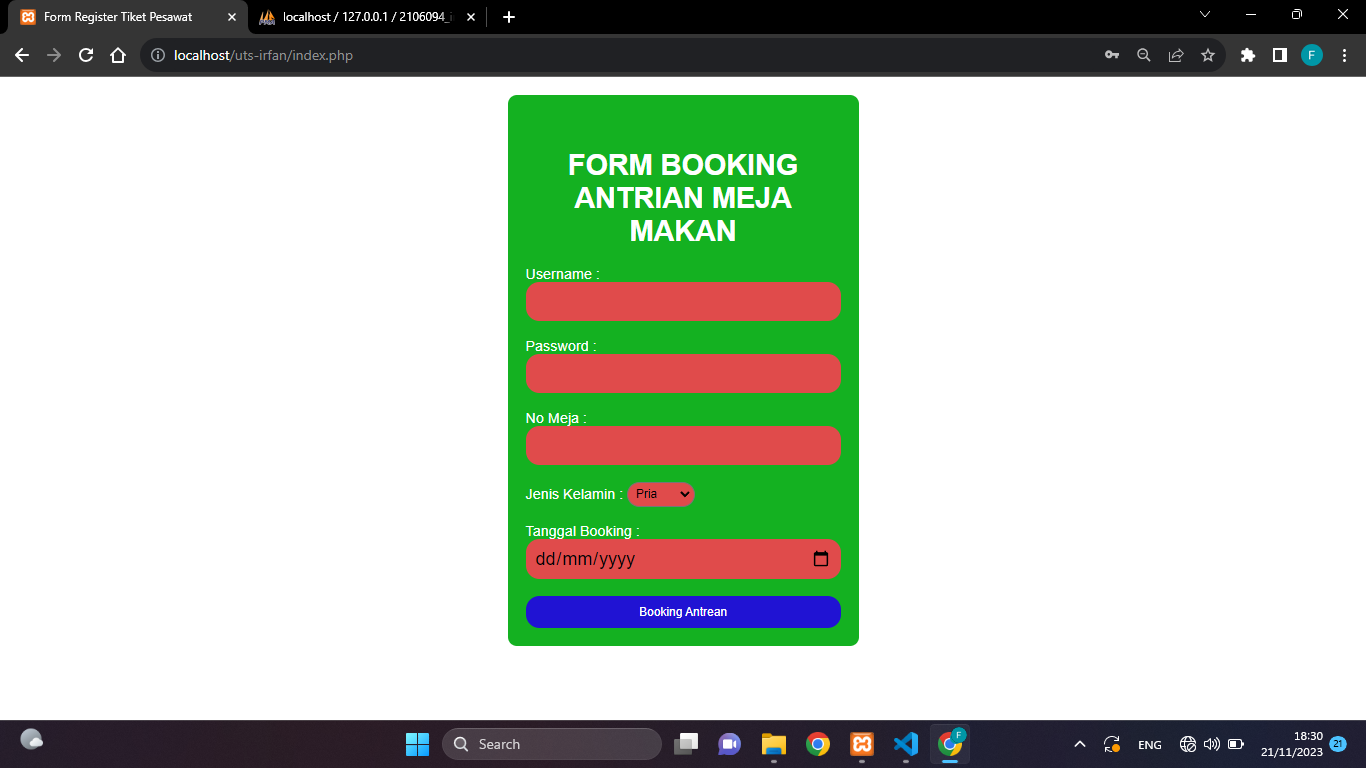 Form Register Tiket Pesawat
localhost / 127.0.0.1 / 2106094_i
localhost/uts-irfan/index.php
F
FORM BOOKING
ANTRIAN MEJA
MAKAN
Username :
Password :
No Meja :
Jenis Kelamin : Pria
Tanggal Booking :
dd/mm/yyyy
Booking Antrean
Search
F
ENG
18:30
21/11/2023
21